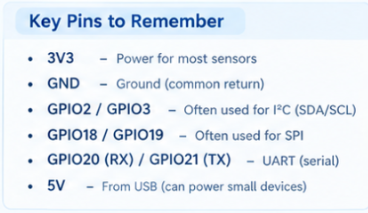 Key Pins to Remember
• 3V3 – Power for most sensors
• GND – Ground (common return)
• GPIO2 / GPIO3 – Often used for I²C (SDA/SCL)
• GPIO18 / GPIO19 – Often used for SPI
• GPIO20 (RX) / GPIO21 (TX) – UART (serial)
• 5V – From USB (can power small devices)